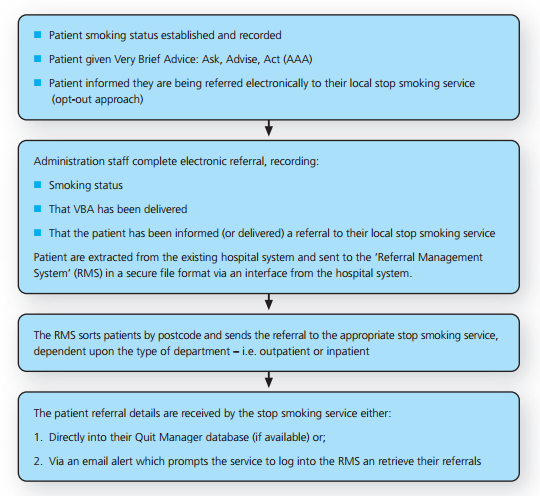 Patient smoking status established and recorded
Patient given Very Brief Advice: Ask, Advise, Act (AAA)
Patient informed they are being referred electronically to their local stop smoking service
(opt-out approach)
Administration staff complete electronic referral, recording:
Smoking status
That VBA has been delivered
That the patient has been informed (or delivered) a referral to their local stop smoking service
Patient are extracted from the existing hospital system and sent to the ‘Referral Management
System’ (RMS) in a secure file format via an interface from the hospital system.
The RMS sorts patients by postcode and sends the referral to the appropriate stop smoking service,
dependent upon the type of department – i.e. outpatient or inpatient
The patient referral details are received by the stop smoking service either:
1. Directly into their Quit Manager database (if available) or;
2. Via an email alert which prompts the service to log into the RMS an retrieve their referrals